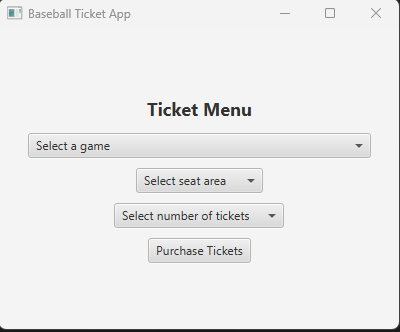 Baseball Ticket App
Ticket Menu
Select a game
Select seat area
Select number of tickets
Purchase Tickets